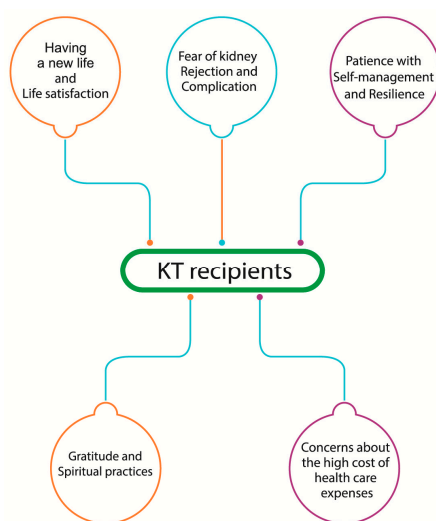 Having
a new life
and
Life satisfaction
Fear of kidney
Rejection and
Complication
Patience with
Self-management
and Resilience
KT recipients
Gratitude and
Spiritual practices
Concerns about
the high cost of
health care
expenses